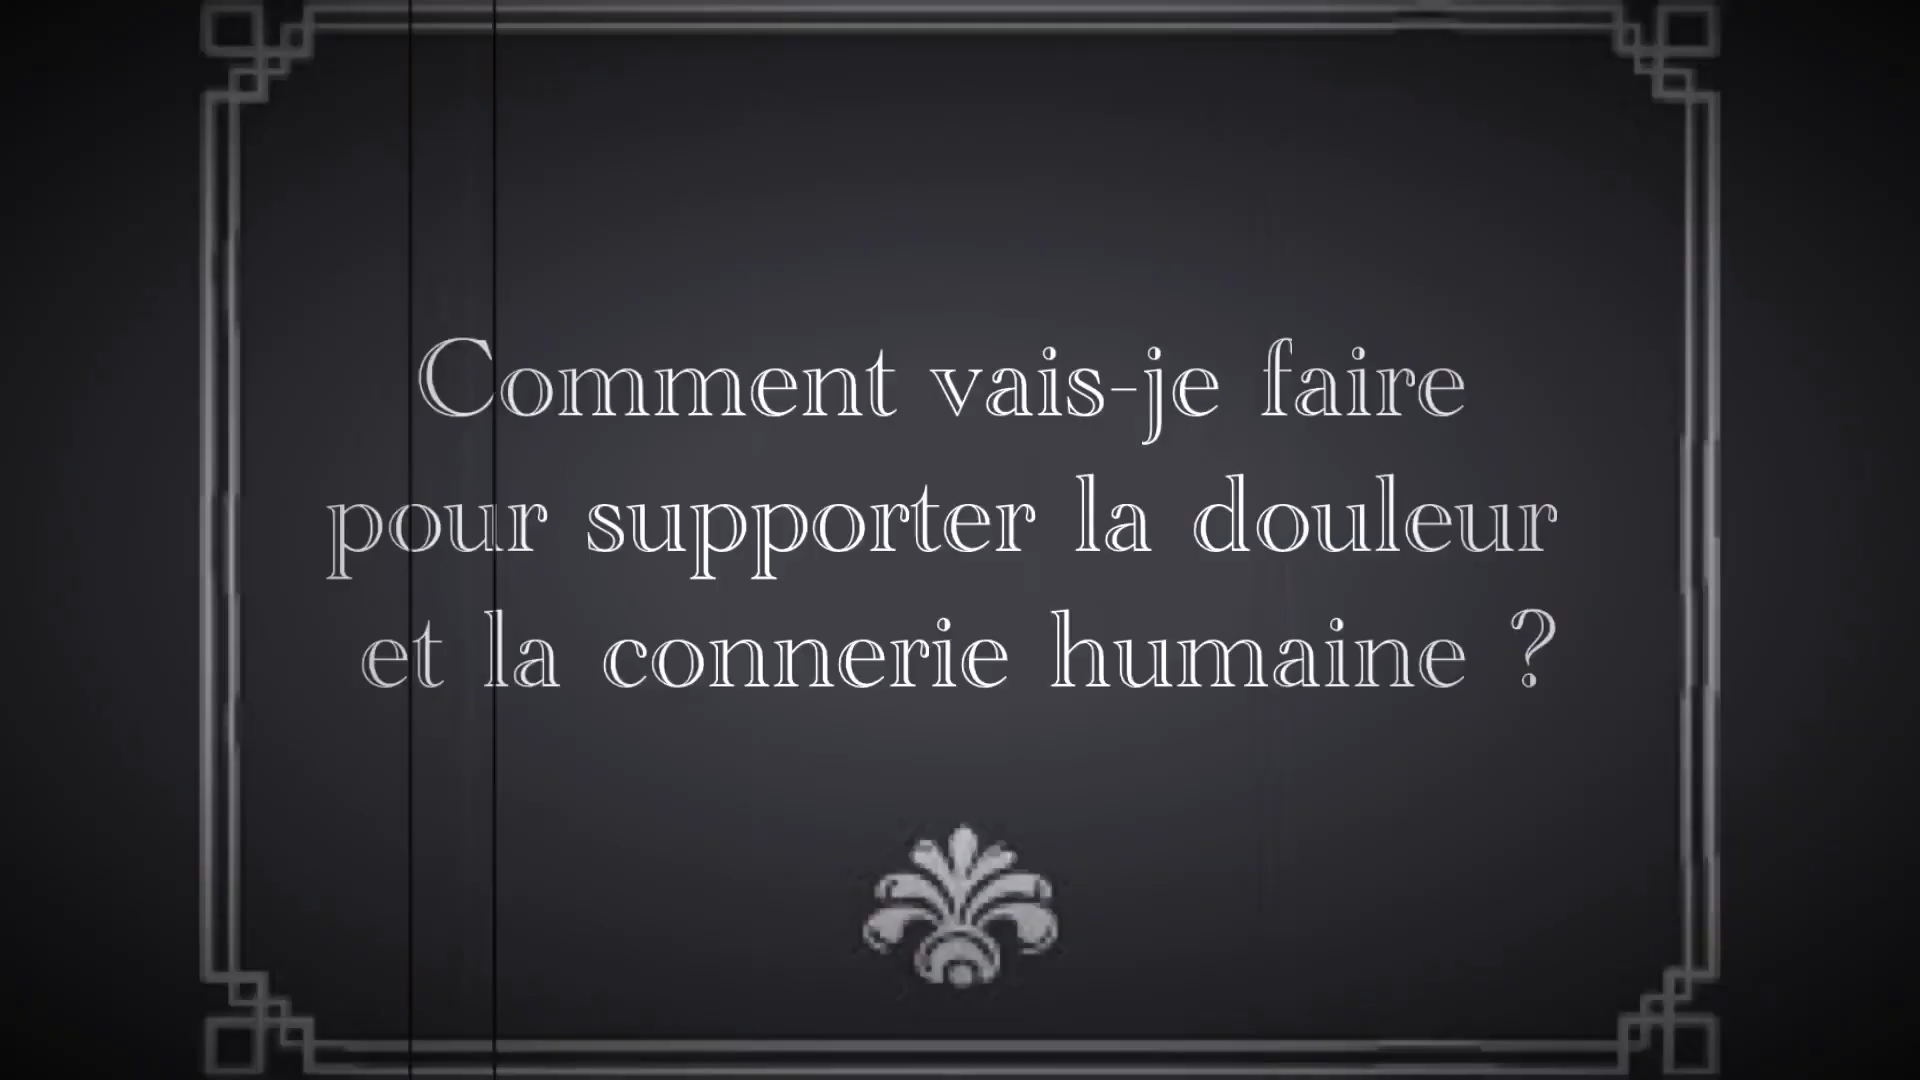 Comment vais-je faire
pour supporter la douleur
et la connerie humaine ?